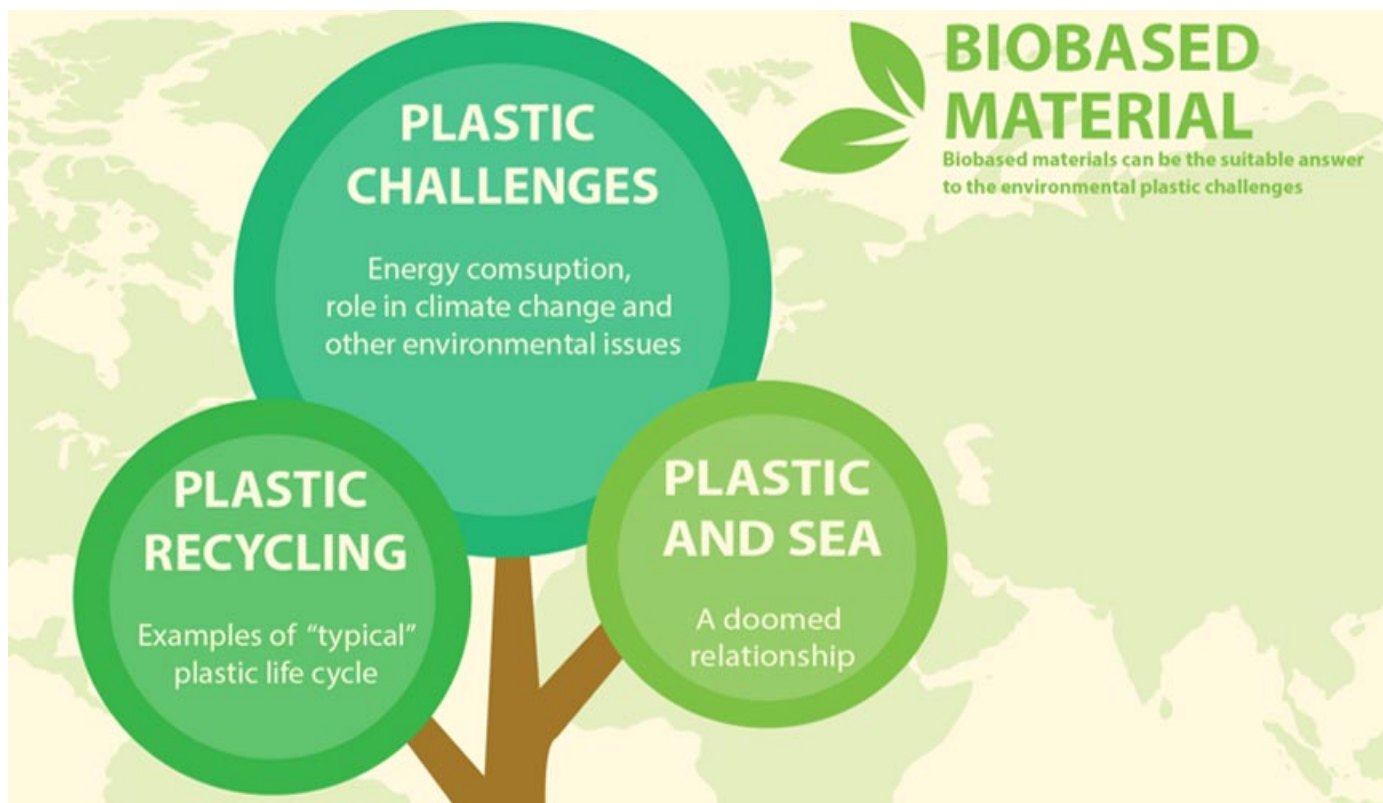 PLASTIC
CHALLENGES
Energy comsuption,
role in climate change and
other environmental issues
PLASTIC
RECYCLING
Examples of “typical”
plastic life cycle
PLASTIC
AND SEA
A doomed
relationship
BIOBASED
MATERIAL
Biobased materials can be the suitable answer
to the environmental plastic challenges